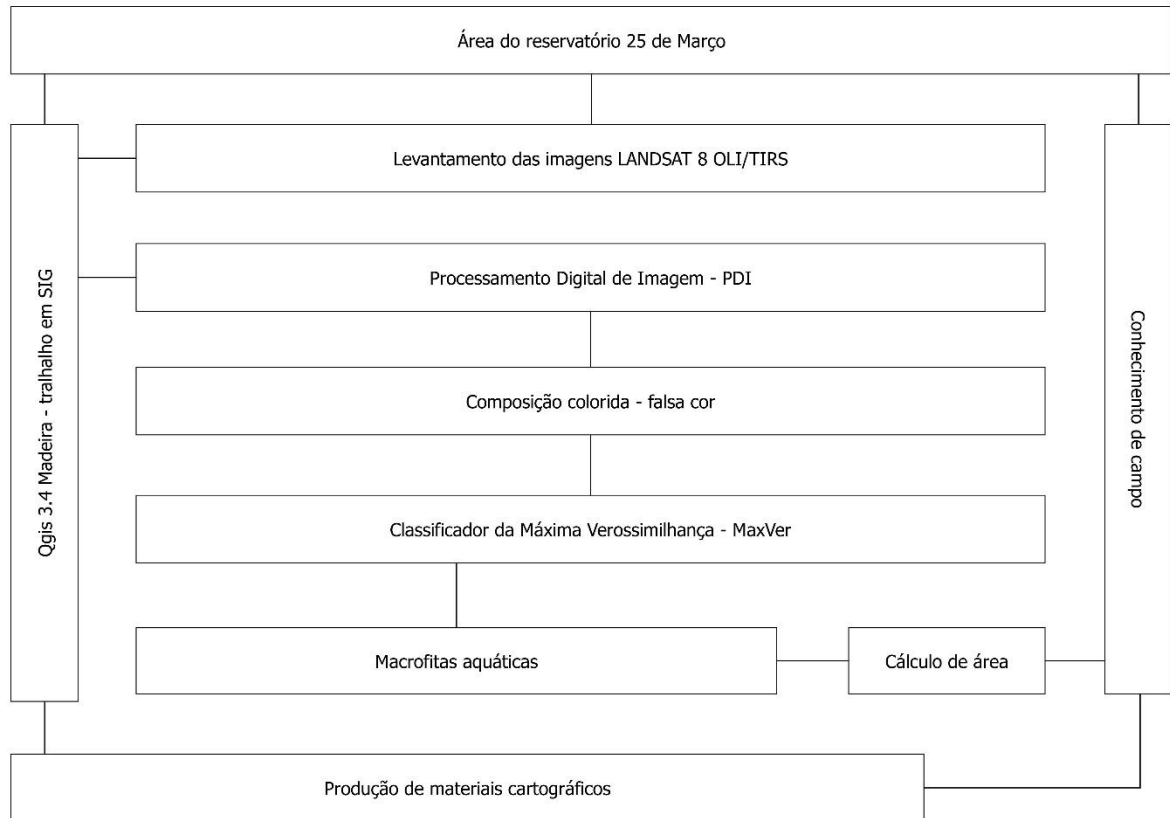 Área do reservatório 25 de Março
Levantamento das imagens LANDSAT 8 OLI/TIRS
Processamento Digital de Imagem - PDI
Qgis 3.4 Madeira - tralhalho em SIG
Conhecimento de campo
Composição colorida - falsa cor
Classificador da Máxima Verossimilhança - MaxVer
Macrofitas aquáticas
Cálculo de área
Produção de materiais cartográficos